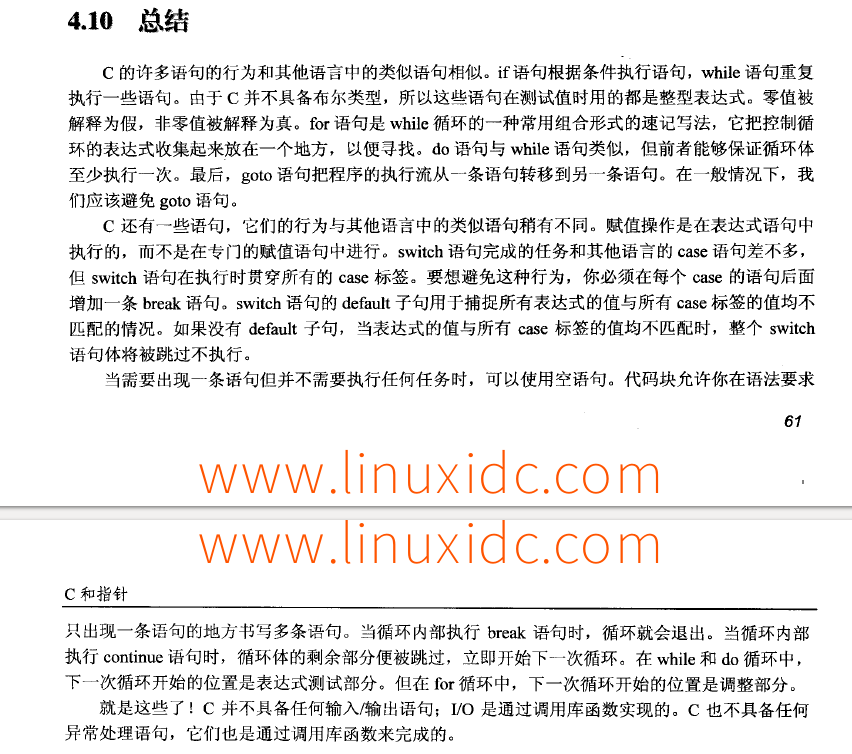 4.10 总结
C 的许多语句的行为和其他语言中的类似语句相似。if 语句根据条件执行语句，while 语句重复
执行一些语句。由于 C 并不具备布尔类型，所以这些语句在测试值时用的都是整型表达式。零值被
解释为假，非零值被解释为真。for 语句是 while 循环的一种常用组合形式的速记写法，它把控制循
环的表达式收集起来放在一个地方，以便寻找。do 语句与 while 语句类似，但前者能够保证循环体
至少执行一次。最后，goto 语句把程序的执行流从一条语句转移到另一条语句。在一般情况下，我
们应该避免 goto 语句。
C 还有一些语句，它们的行为与其他语言中的类似语句稍有不同。赋值操作是在表达式语句中
执行的，而不是在专门的赋值语句中进行。switch 语句完成的任务和其他语言的 case 语句差不多，
但 switch 语句在执行时贯穿所有的 case 标签。要想避免这种行为，你必须在每个 case 的语句后面
增加一条 break 语句。switch 语句的 default 子句用于捕捉所有表达式的值与所有 case 标签的值均不
匹配的情况。如果没有 default 子句，当表达式的值与所有 case 标签的值均不匹配时，整个 switch
语句体将被跳过不执行。
当需要出现一条语句但并不需要执行任何任务时，可以使用空语句。代码块允许你在语法要求
61
www.linuxidc.com
www.linuxidc.com
C 和指针
只出现一条语句的地方书写多条语句。当循环内部执行 break 语句时，循环就会退出。当循环内部
执行 continue 语句时，循环体的剩余部分便被跳过，立即开始下一次循环。在 while 和 do 循环中，
下一次循环开始的位置是表达式测试部分。但在 for 循环中，下一次循环开始的位置是调整部分。
就是这些了！C 并不具备任何输入/输出语句；I/O 是通过调用库函数实现的。C 也不具备任何
异常处理语句，它们也是通过调用库函数来完成的。